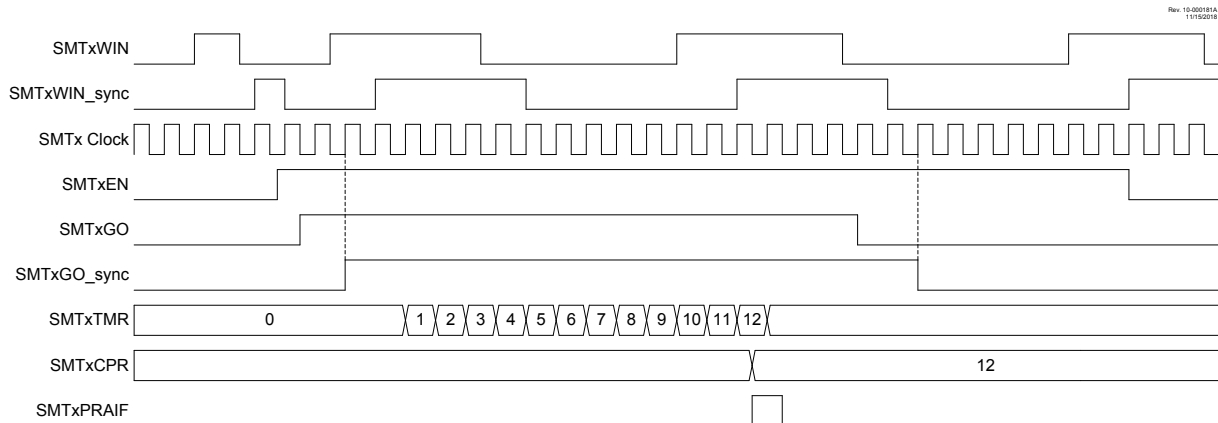 Rev. 10-000181A
11/15/2018
SMTxWIN
SMTxWIN_sync
SMTx Clock
SMTxEN
SMTxGO
SMTxGO_sync
SMTxTMR 0 1 2 3 4 5 6 7 8 9 10 11 12
SMTxCPR 12
SMTxPRAIF